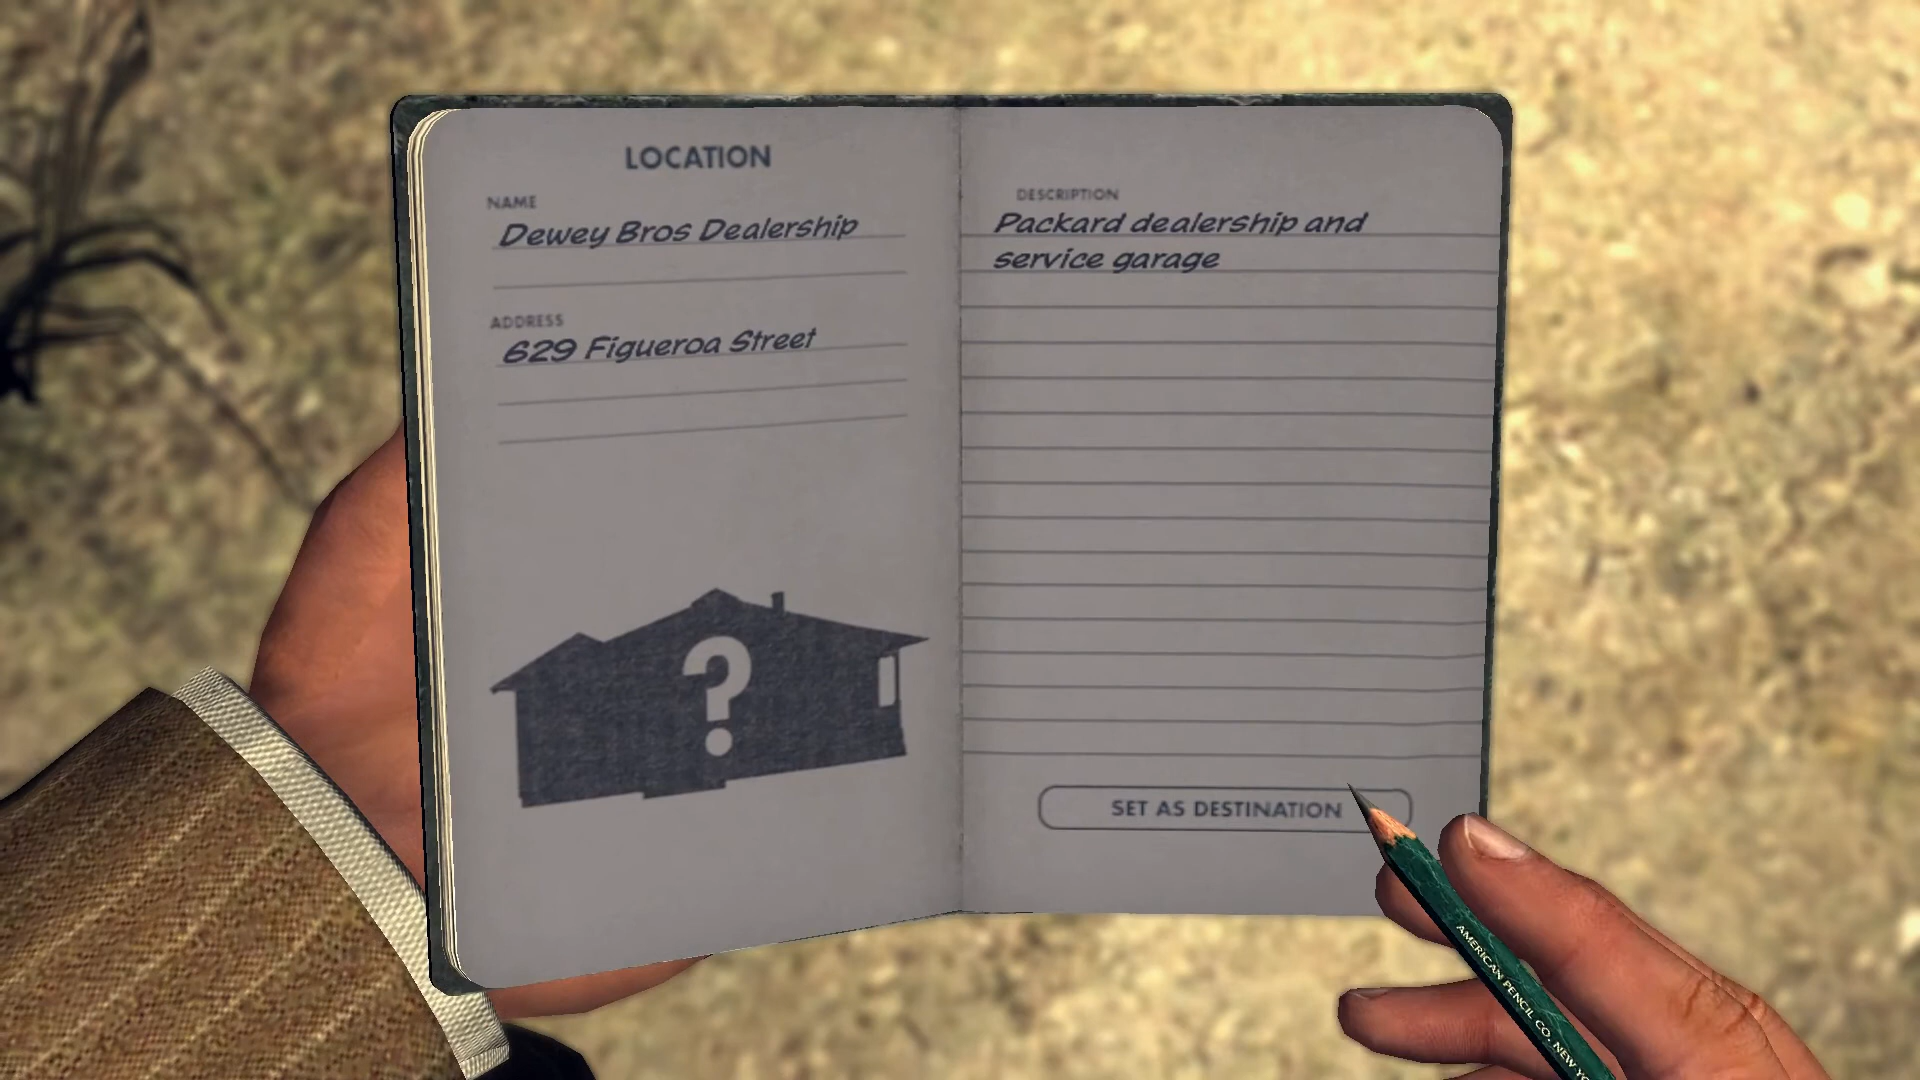 LOCATION
NAME
Dewey Bros Dealership
ADDRESS
629 Figueroa Street
DESCRIPTION
Packard dealership and
service garage
SET AS DESTINATION
AMERICAN PENCIL CO. NEW YO